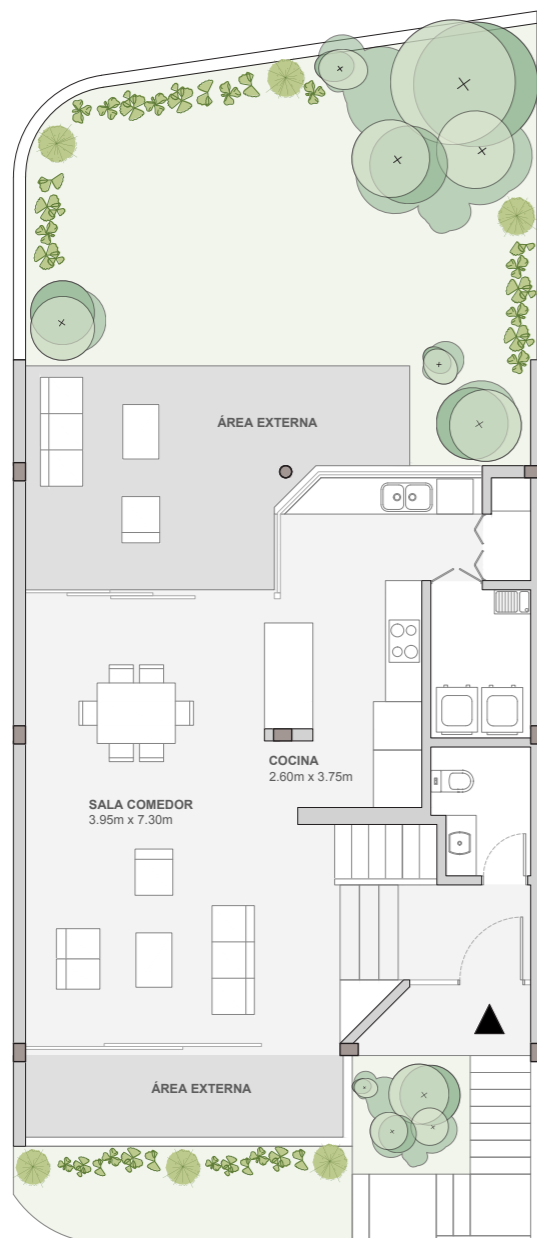 ÁREA EXTERNA
COCINA
2.60m x 3.75m
SALA COMEDOR
3.95m x 7.30m
ÁREA EXTERNA